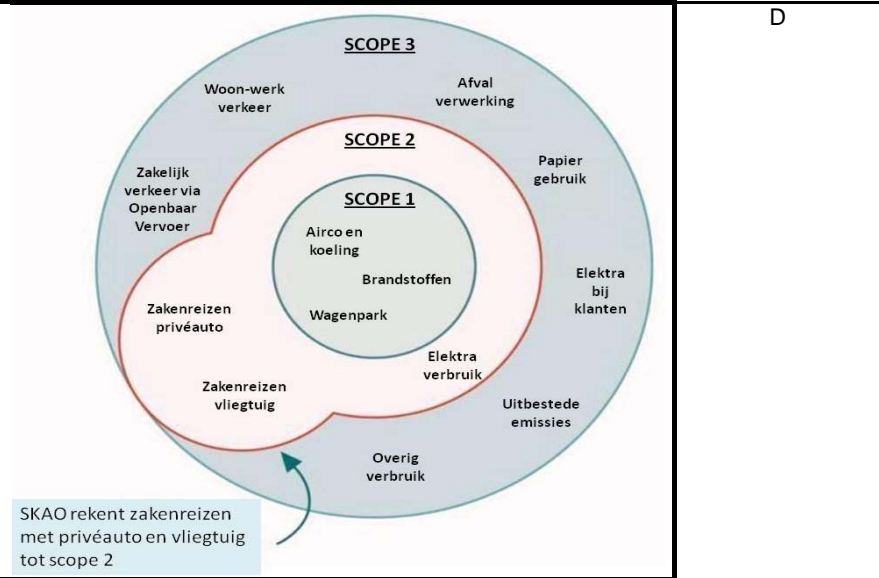 D
SCOPE 3
Woon-werk
verkeer
Afval
verwerking
SCOPE 2
Papier
gebruik
Zakelijk
verkeer via
Openbaar
Vervoer
SCOPE 1
Airco en
koeling
Brandstoffen
Wagenpark
Elektra
bij
klanten
Zakenreizen
privéauto
Elektra
verbruik
Zakenreizen
vliegtuig
Uitbestede
emissies
Overig
verbruik
SKAO rekent zakenreizen
met privéauto en vliegtuig
tot scope 2